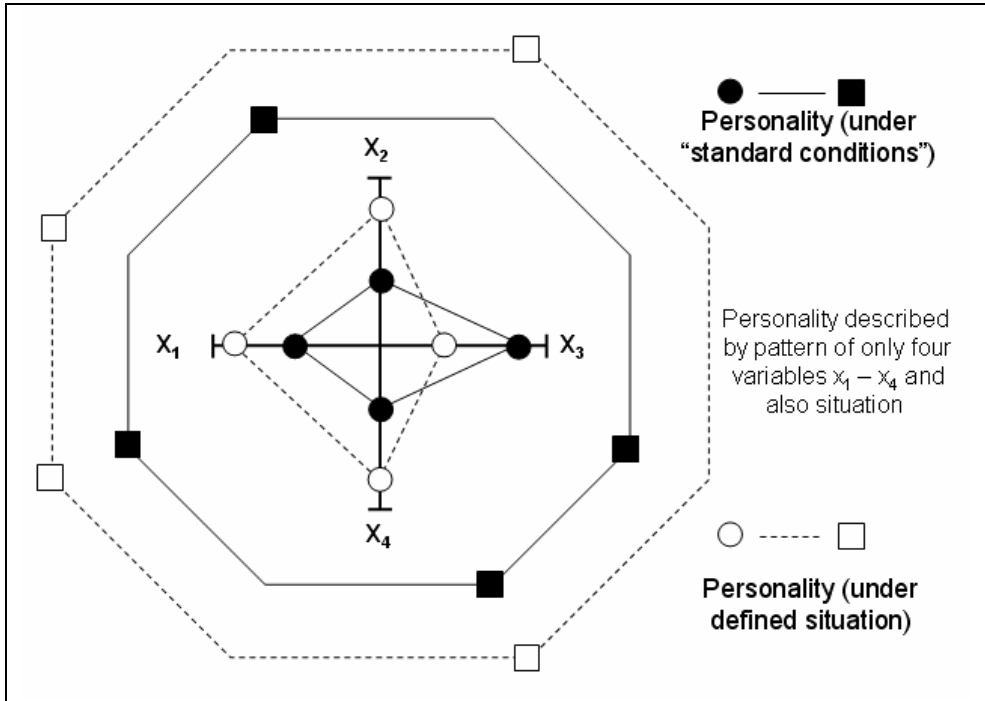 X₂
Personality (under
“standard conditions”)
X₁
X₃
Personality described
by pattern of only four
variables x₁ – x₄ and
also situation
X₄
Personality (under
defined situation)